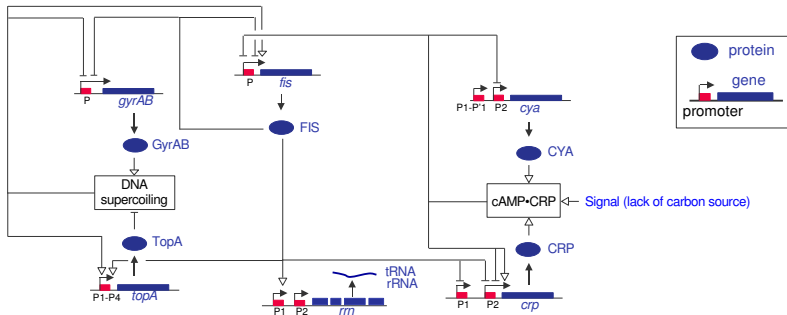 protein
gene
promoter
P
fis
P
gyrAB
P1-P'1
P2
cya
FIS
GyrAB
CYA
DNA
supercoiling
cAMP•CRP
Signal (lack of carbon source)
TopA
CRP
tRNA
rRNA
P1-P4
topA
P1
P2
rrn
P1
P2
crp